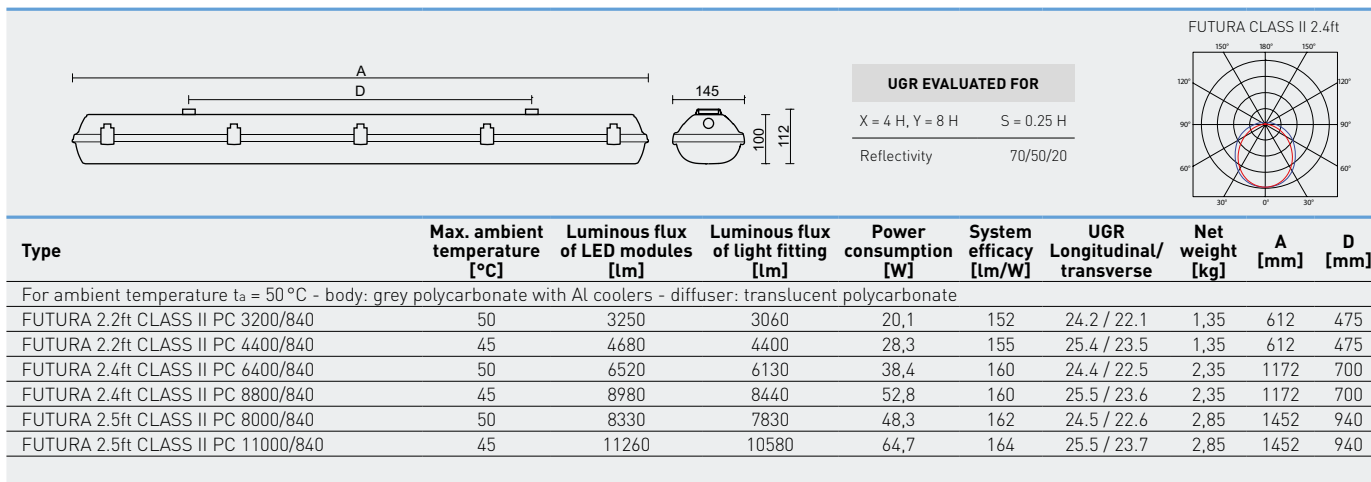 FUTURA CLASS II 2.4ft
150° 180° 150°
120° 120°
90° 90°
60° 60°
30° 0° 30°
A
D
145
100
112
UGR EVALUATED FOR
X = 4 H, Y = 8 H S = 0.25 H
Reflectivity 70/50/20
Type Max. ambient temperature [°C] Luminous flux of LED modules [lm] Luminous flux of light fitting [lm] Power consumption [W] System efficacy [lm/W] UGR Longitudinal/ transverse Net weight [kg] A [mm] D [mm]
For ambient temperature ta = 50 °C - body: grey polycarbonate with Al coolers - diffuser: translucent polycarbonate
FUTURA 2.2ft CLASS II PC 3200/840 50 3250 3060 20,1 152 24.2 / 22.1 1,35 612 475
FUTURA 2.2ft CLASS II PC 4400/840 45 4680 4400 28,3 155 25.4 / 23.5 1,35 612 475
FUTURA 2.4ft CLASS II PC 6400/840 50 6520 6130 38,4 160 24.4 / 22.5 2,35 1172 700
FUTURA 2.4ft CLASS II PC 8800/840 45 8980 8440 52,8 160 25.5 / 23.6 2,35 1172 700
FUTURA 2.5ft CLASS II PC 8000/840 50 8330 7830 48,3 162 24.5 / 22.6 2,85 1452 940
FUTURA 2.5ft CLASS II PC 11000/840 45 11260 10580 64,7 164 25.5 / 23.7 2,85 1452 940